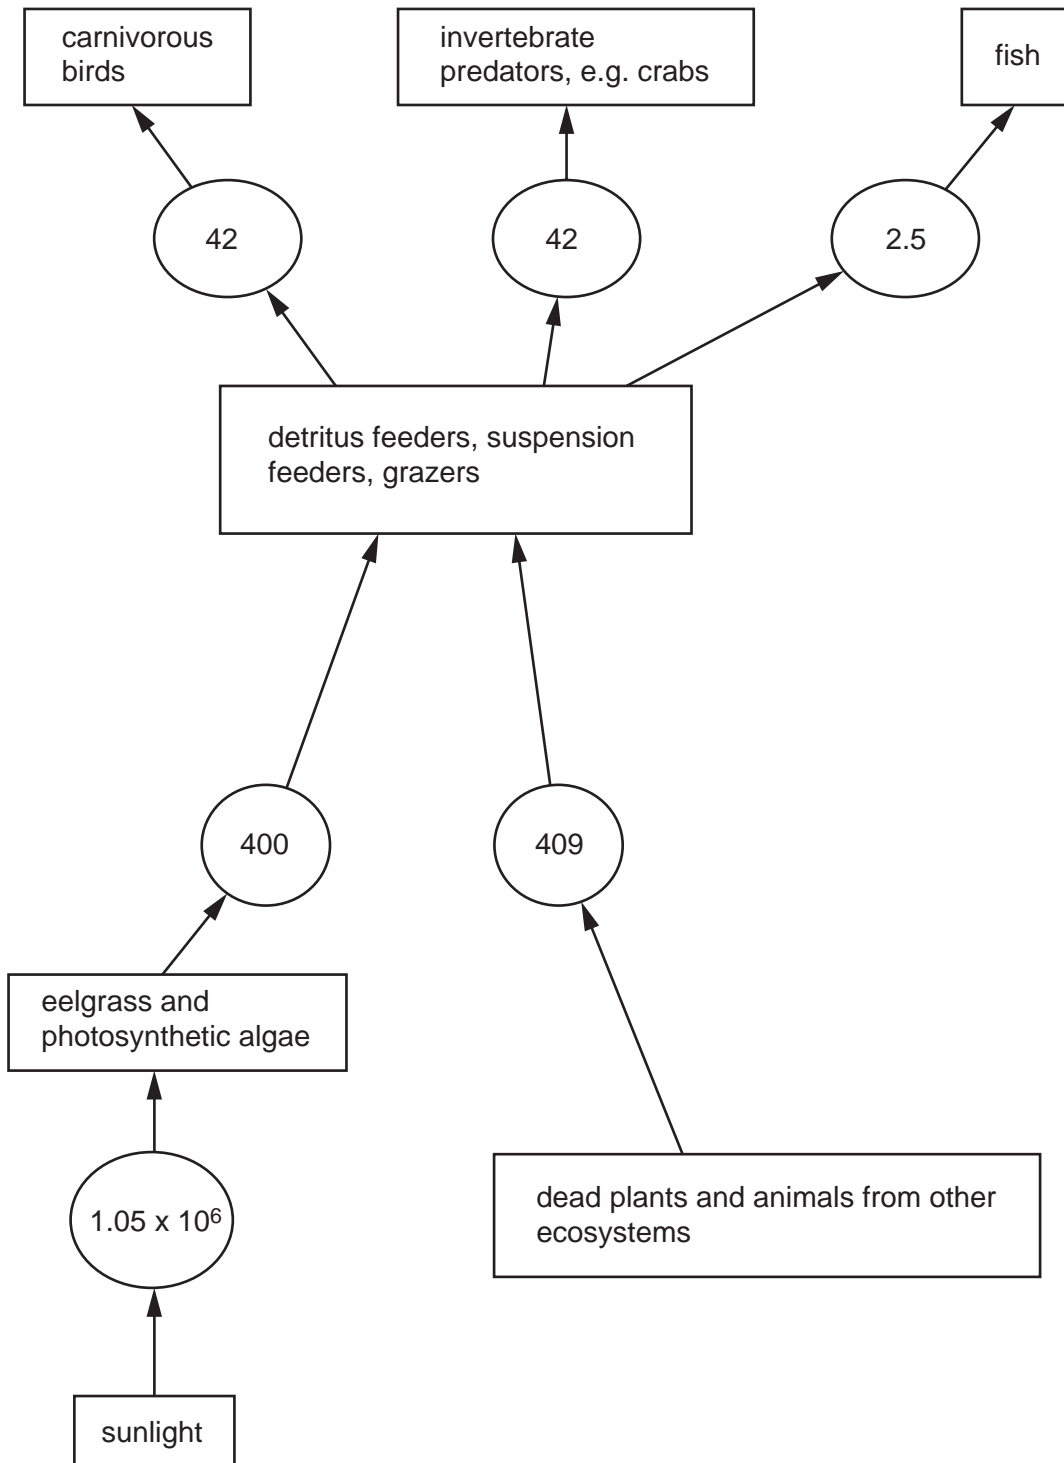 carnivorous
birds
invertebrate
predators, e.g. crabs
fish
42
42
2.5
detritus feeders, suspension
feeders, grazers
400
409
eelgrass and
photosynthetic algae
1.05 x 10⁶
dead plants and animals from other
ecosystems
sunlight